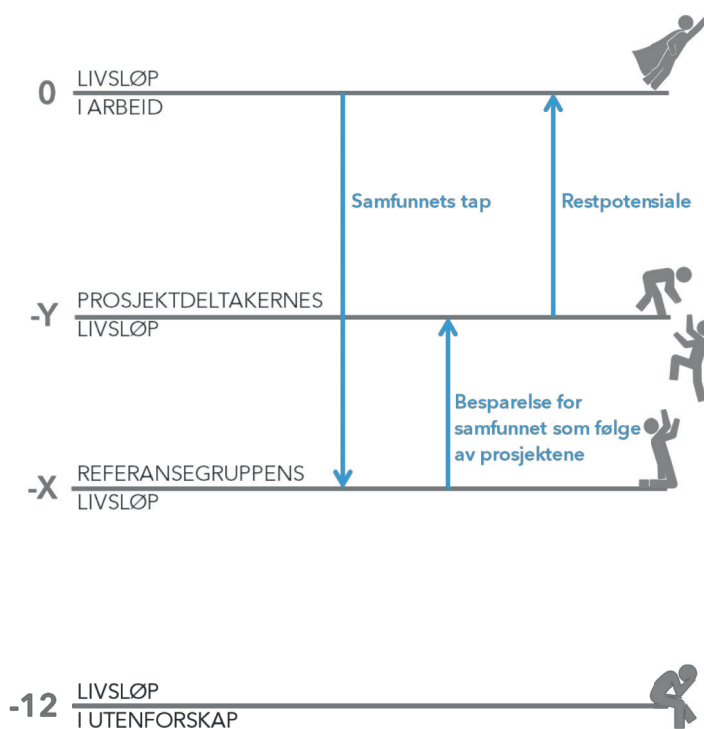 0
LIVSLØP
I ARBEID
Samfunnets tap
Restpotensiale
-Y
PROSJEKTDELTAKERNES
LIVSLØP
Besparelse for
samfunnet som følge
av prosjektene
-X
REFERANSEGRUPPENS
LIVSLØP
-12
LIVSLØP
I UTENFORSKAP